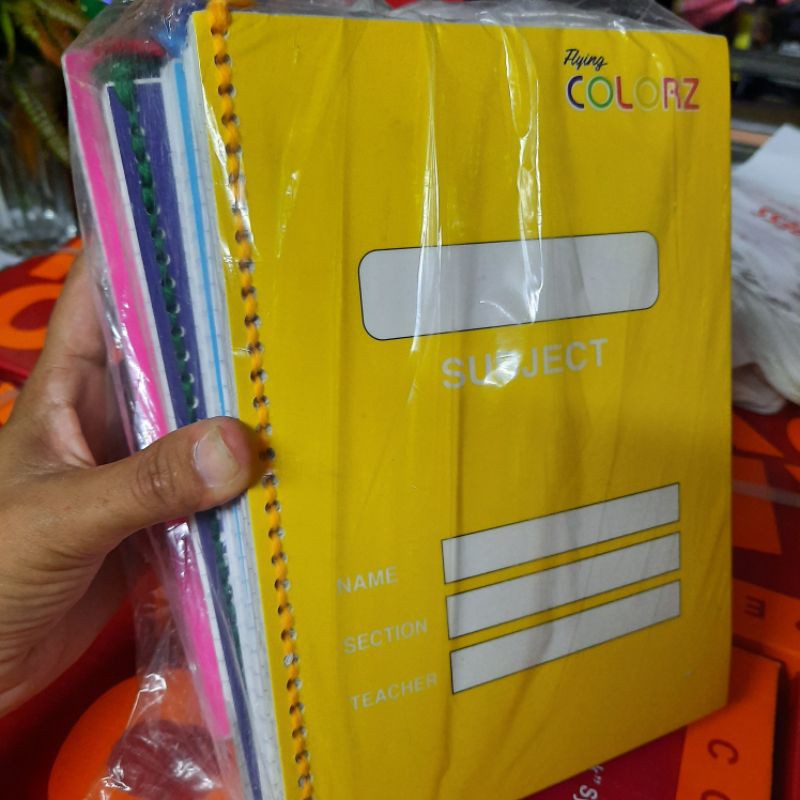 Flying
COLORZ
SUBJECT
NAME
SECTION
TEACHER